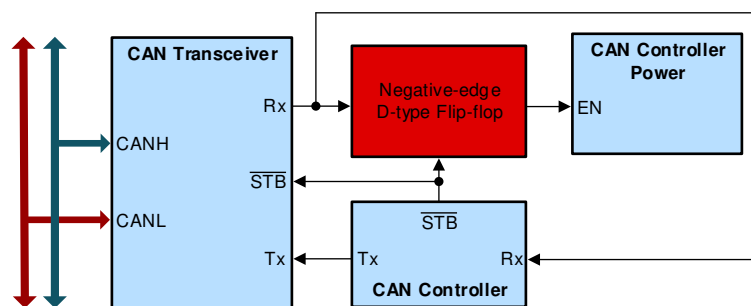 CAN Transceiver
Rx
CANH
STB
CANL
Tx
Negative-edge
D-type Flip-flop
CAN Controller
Power
EN
STB
Tx
Rx
CAN Controller